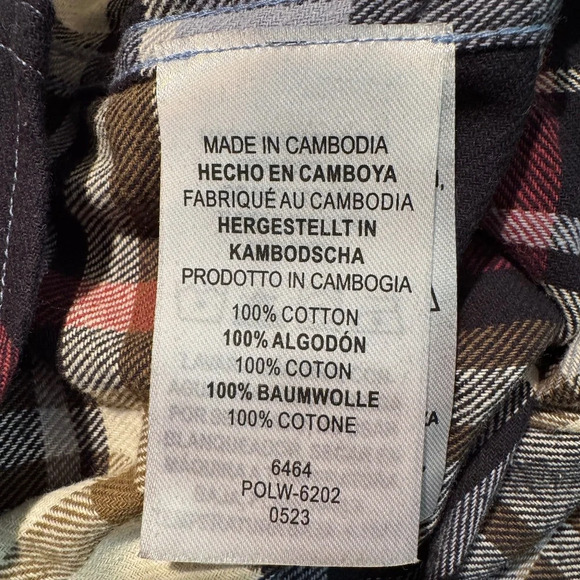 MADE IN CAMBODIA
HECHO EN CAMBOYA
FABRIQUÉ AU CAMBODIA
HERGESTELLT IN
KAMBODSCHA
PRODOTTO IN CAMBOGIA
100% COTTON
100% ALGODÓN
100% COTON
100% BAUMWOLLE
100% COTONE
6464
POLW-6202
0523